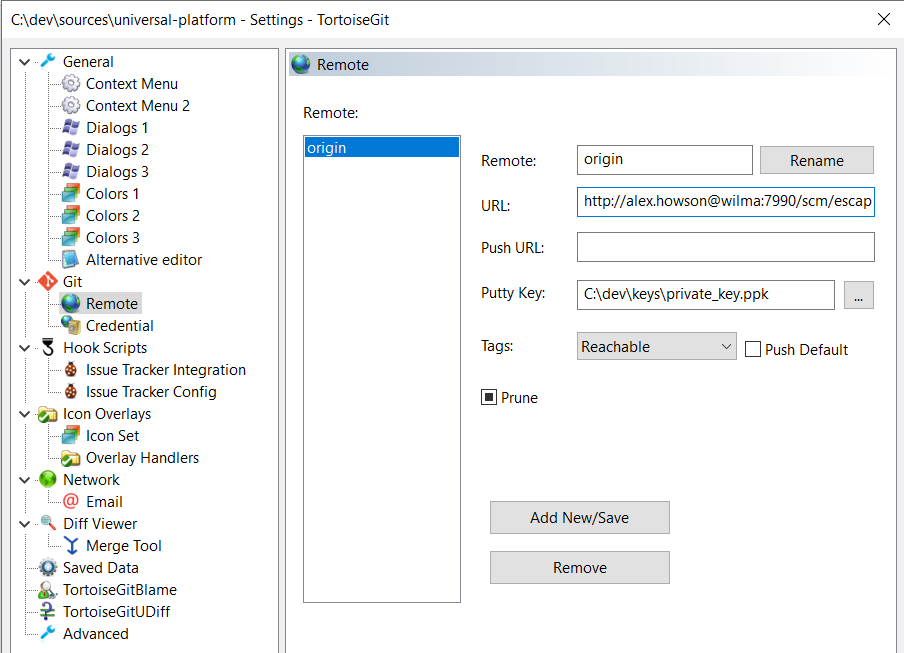 C:\dev\sources\universal-platform - Settings - TortoiseGit
General
Context Menu
Context Menu 2
Dialogs 1
Dialogs 2
Dialogs 3
Colors 1
Colors 2
Colors 3
Alternative editor
Git
Remote
Credential
Hook Scripts
Issue Tracker Integration
Issue Tracker Config
Icon Overlays
Icon Set
Overlay Handlers
Network
Email
Diff Viewer
Merge Tool
Saved Data
TortoiseGitBlame
TortoiseGitUDiff
Advanced
Remote
Remote:
origin
Remote: origin Rename
URL: http://alex.howson@wilma:7990/scm/escap
Push URL:
Putty Key: C:\dev\keys\private_key.ppk ...
Tags: Reachable Push Default
Prune
Add New/Save
Remove